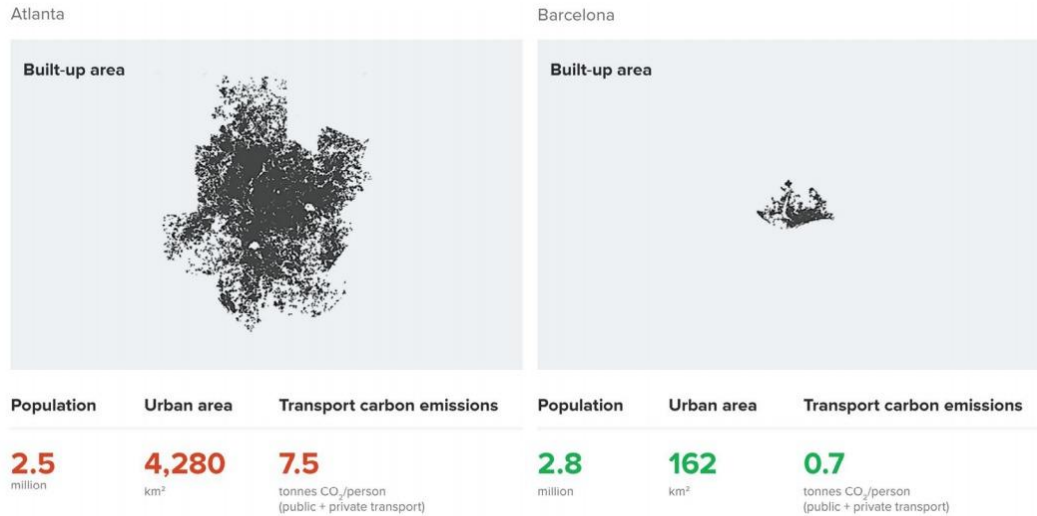 Atlanta
Built-up area
Population Urban area Transport carbon emissions
2.5 4,280 7.5
million km² tonnes CO₂/person
(public + private transport)
Barcelona
Built-up area
Population Urban area Transport carbon emissions
2.8 162 0.7
million km² tonnes CO₂/person
(public + private transport)